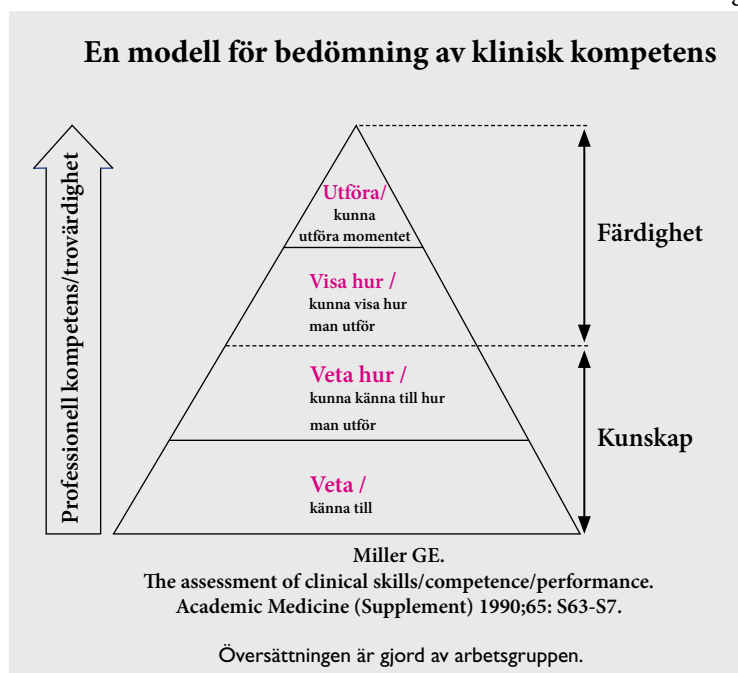 En modell för bedömning av klinisk kompetens
Professionell kompetens/trovärdighet
Utföra/
kunna
utföra momentet
Visa hur /
kunna visa hur
man utför
Färdighet
Veta hur /
kunna känna till hur
man utför
Veta /
känna till
Kunskap
Miller GE.
The assessment of clinical skills/competence/performance.
Academic Medicine (Supplement) 1990;65: S63-S7.
Översättningen är gjord av arbetsgruppen.